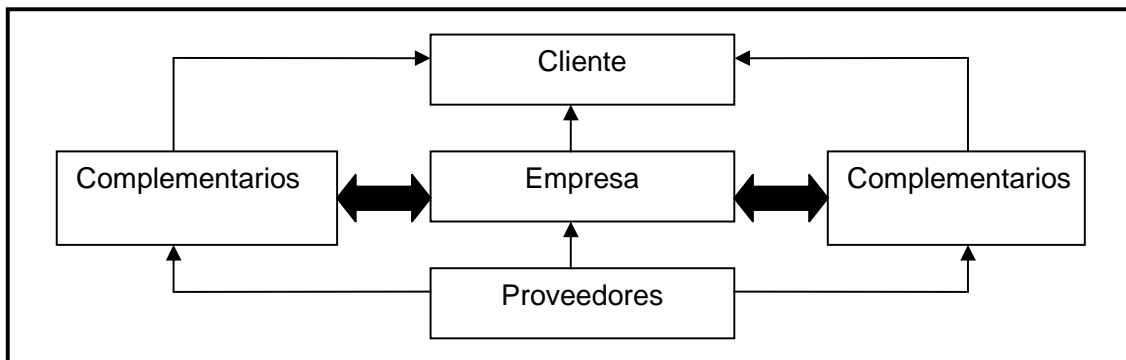 Cliente
Complementarios
Empresa
Complementarios
Proveedores